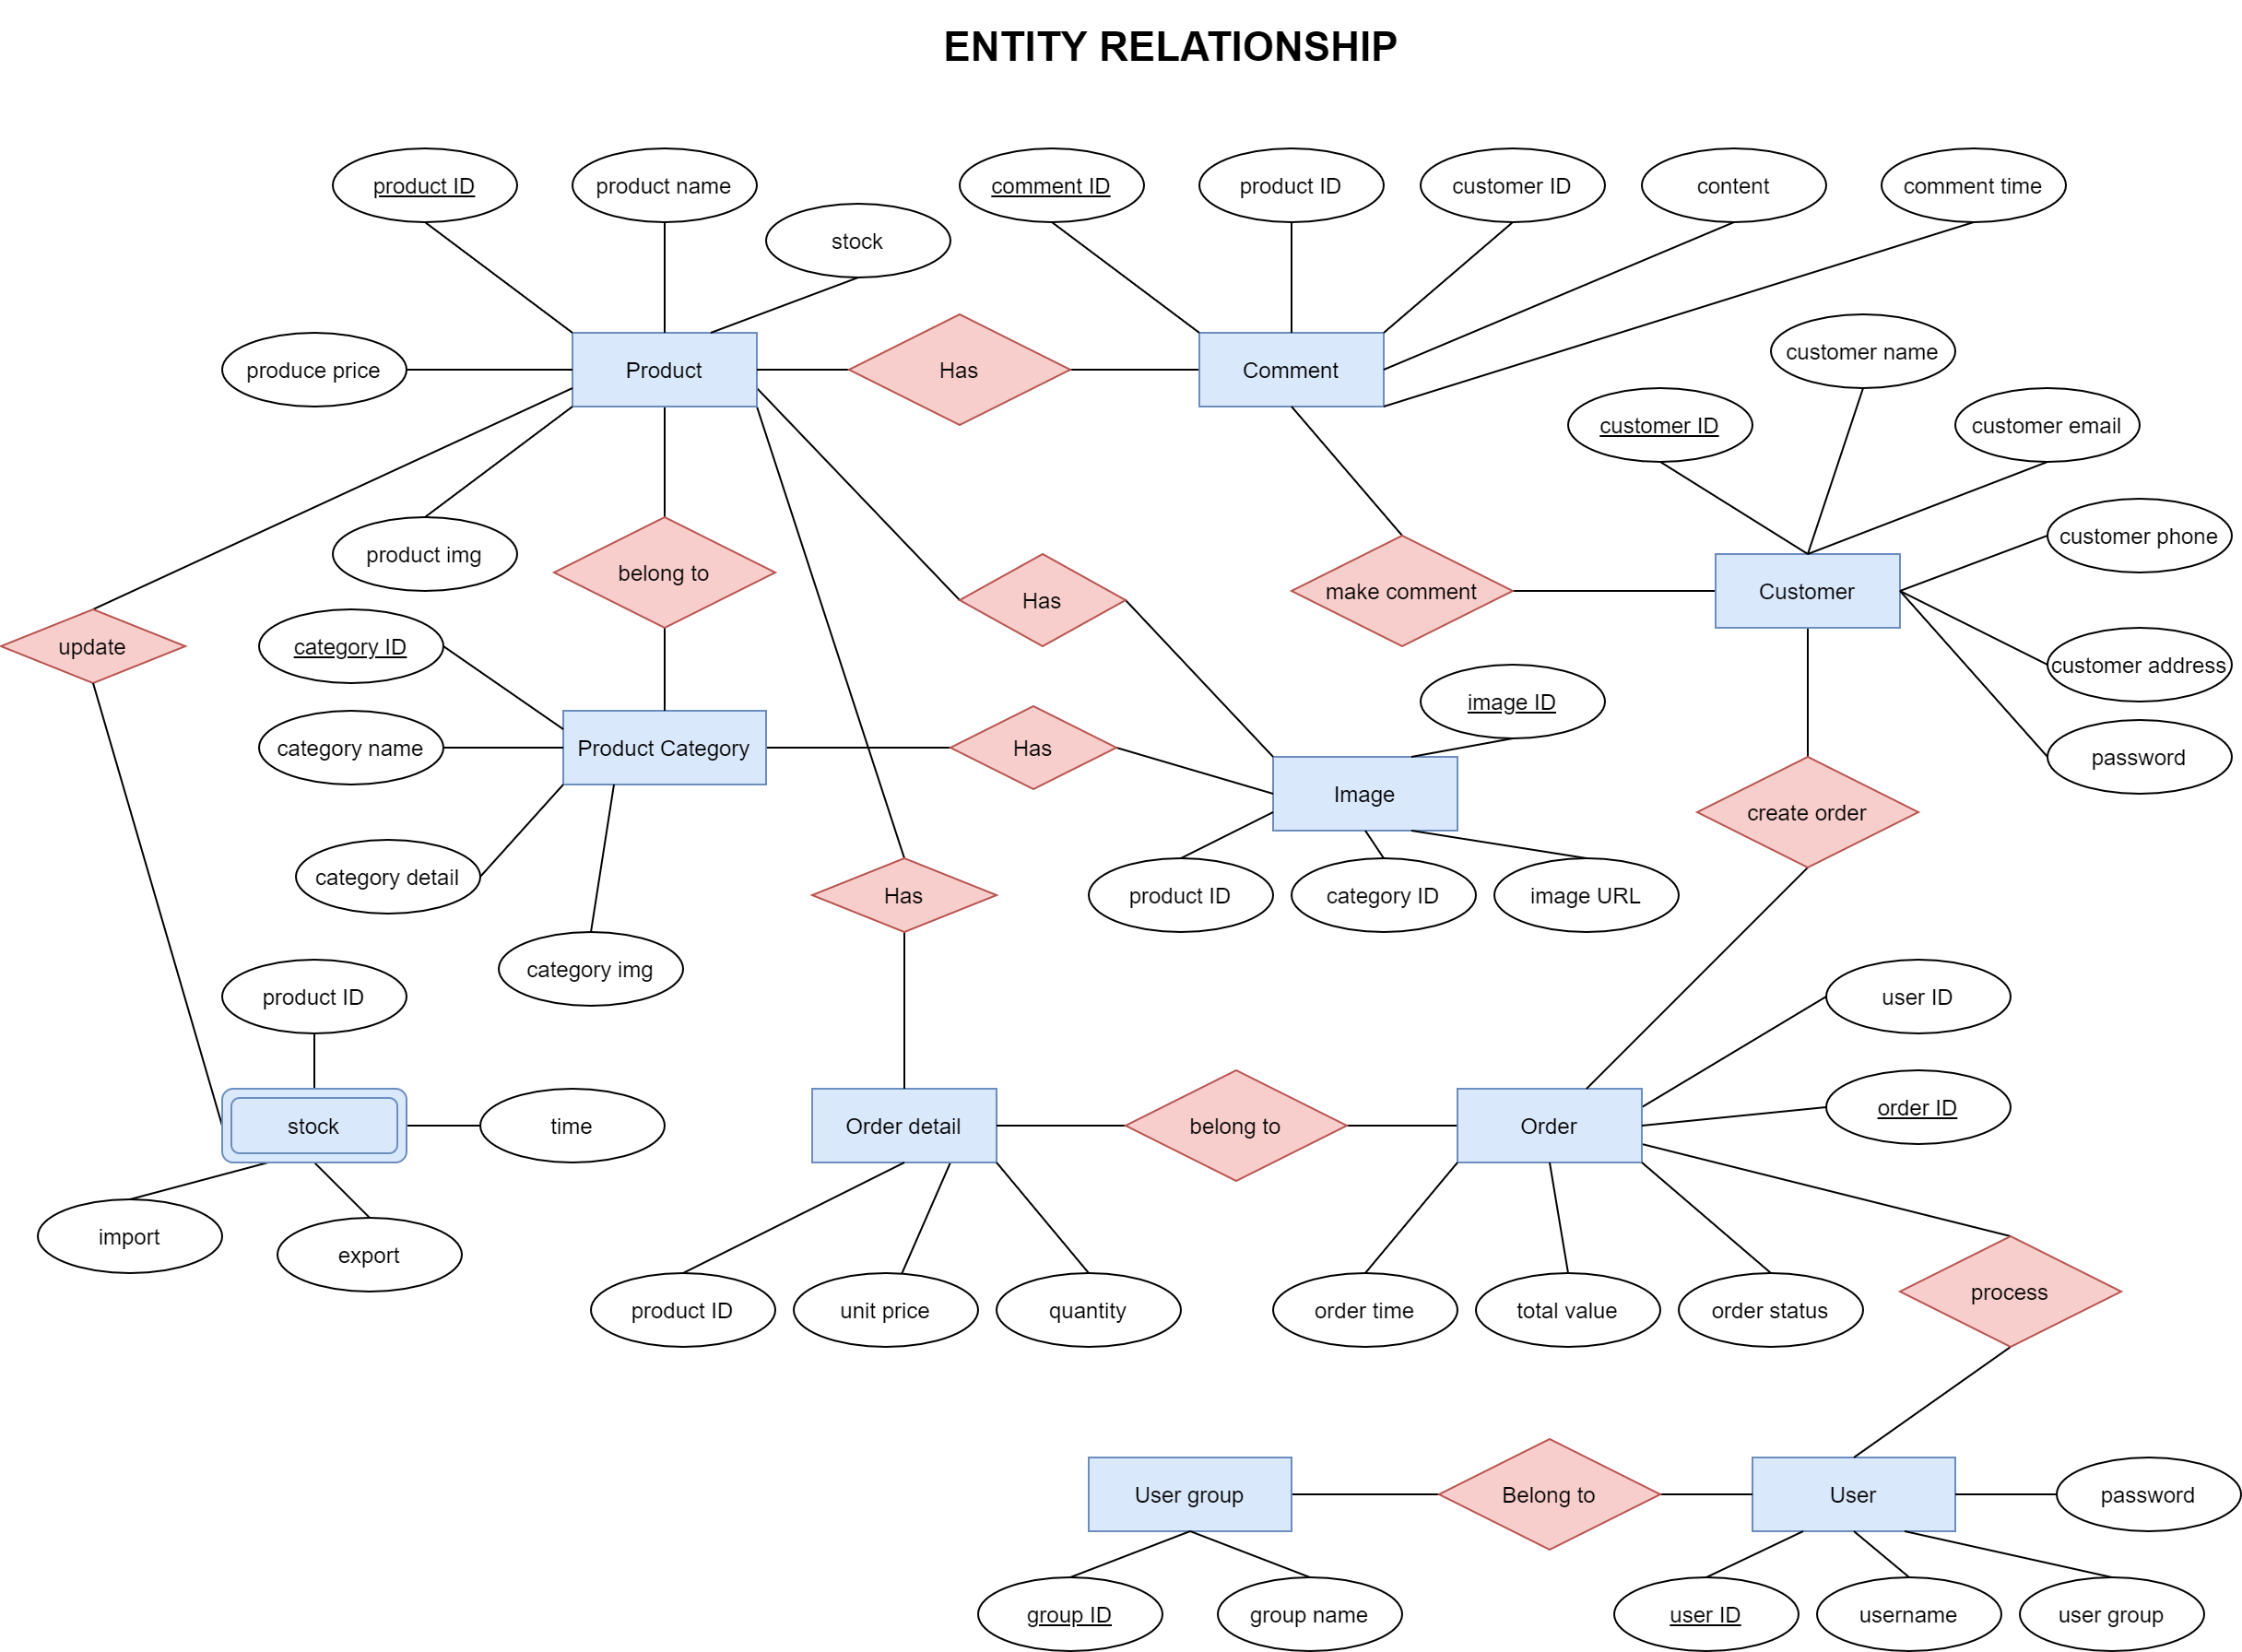 ENTITY RELATIONSHIP
product ID
product name
comment ID
product ID
customer ID
content
comment time
stock
customer name
produce price
Product
Has
Comment
customer ID
customer email
customer phone
product img
belong to
Has
make comment
Customer
update
category ID
customer address
image ID
category name
Product Category
Has
password
Image
create order
category detail
Has
product ID
category ID
image URL
category img
product ID
user ID
order ID
stock
time
Order detail
belong to
Order
import
export
process
product ID
unit price
quantity
order time
total value
order status
User group
Belong to
User
password
group ID
group name
user ID
username
user group